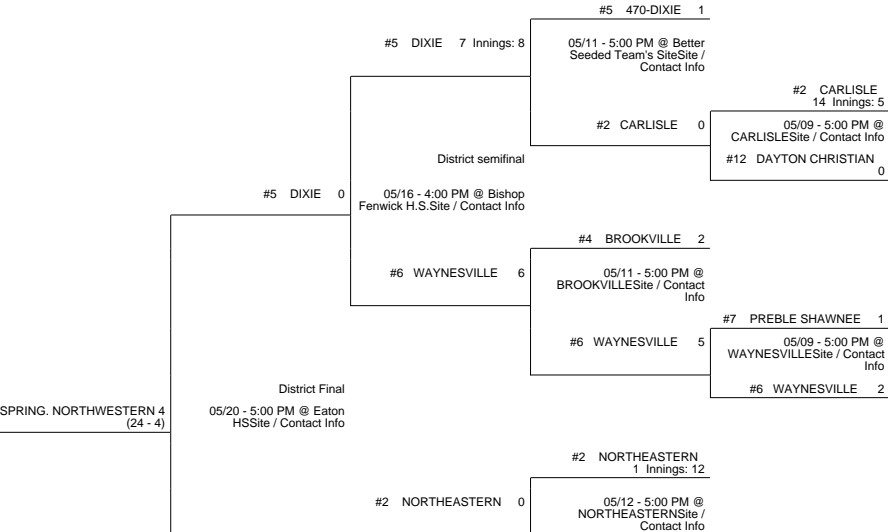 #5 470-DIXIE 1
#5 DIXIE 7 Innings: 8
05/11 - 5:00 PM @ Better
Seeded Team's SiteSite /
Contact Info
#2 CARLISLE
14 Innings: 5
#2 CARLISLE 0
05/09 - 5:00 PM @
CARLISLESite / Contact Info
#12 DAYTON CHRISTIAN
0
District semifinal
#5 DIXIE 0
05/16 - 4:00 PM @ Bishop
Fenwick H.S.Site / Contact Info
#4 BROOKVILLE 2
#6 WAYNESVILLE 6
05/11 - 5:00 PM @
BROOKVILLESite / Contact
Info
#7 PREBLE SHAWNEE 1
#6 WAYNESVILLE 5
05/09 - 5:00 PM @
WAYNESVILLESite / Contact
Info
#6 WAYNESVILLE 2
District Final
SPRING. NORTHWESTERN 4
(24 - 4)
05/20 - 5:00 PM @ Eaton
HSSite / Contact Info
#2 NORTHEASTERN
1 Innings: 12
#2 NORTHEASTERN 0
05/12 - 5:00 PM @
NORTHEASTERNSite /
Contact Info